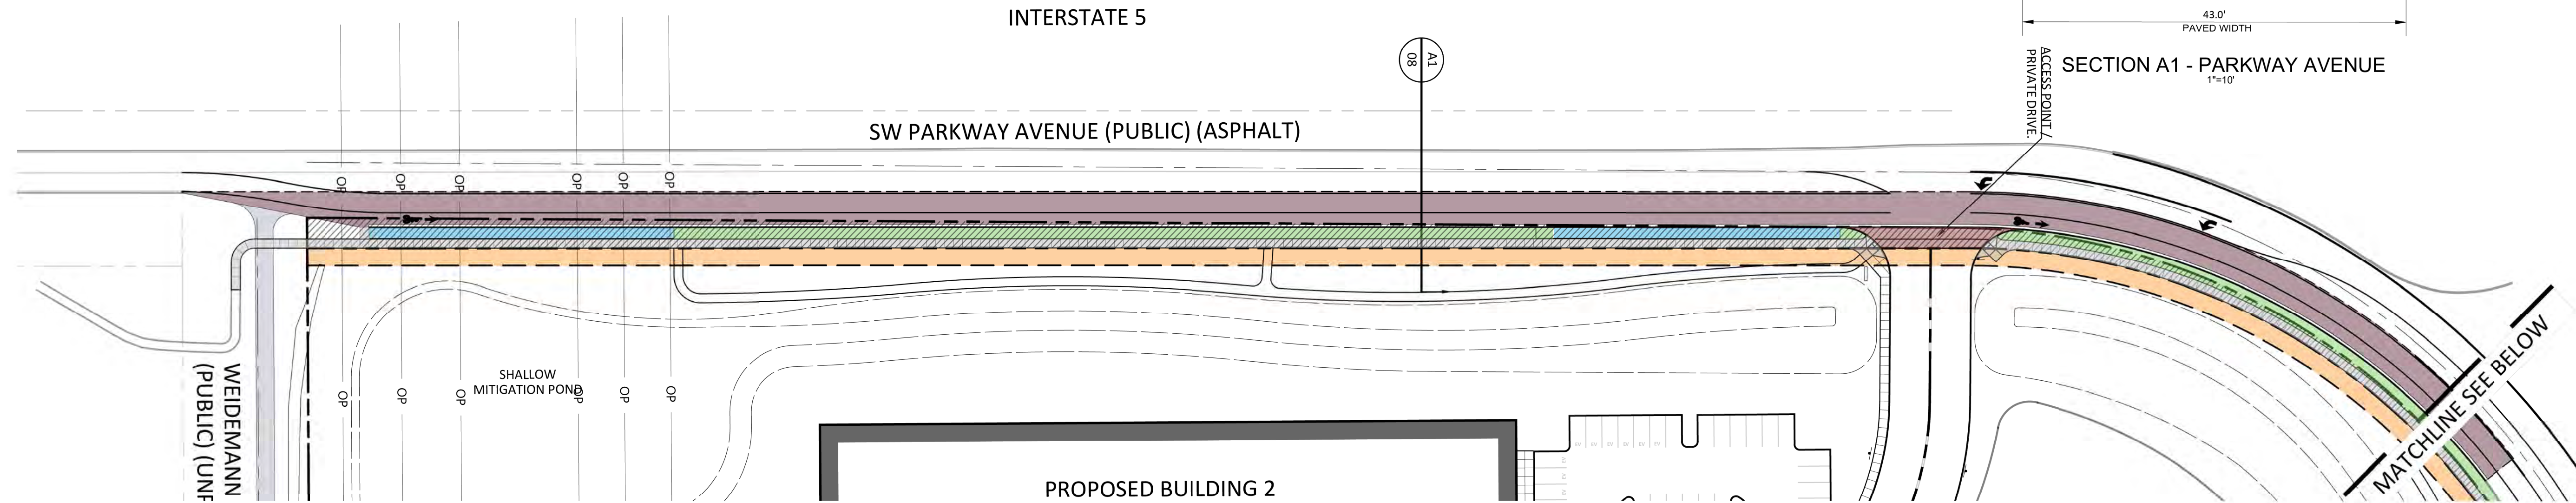 INTERSTATE 5
43.0'
PAVED WIDTH
SECTION A1 - PARKWAY AVENUE
1"=10'
A1
08
ACCESS POINT /
PRIVATE DRIVE.
SW PARKWAY AVENUE (PUBLIC) (ASPHALT)
OP
OP
OP
OP
OP
OP
SHALLOW
MITIGATION POND
OP
OP
OP
OP
OP
OP
WEIDEMANN
(PUBLIC) (UNF
PROPOSED BUILDING 2
MATCHLINE SEE BELOW